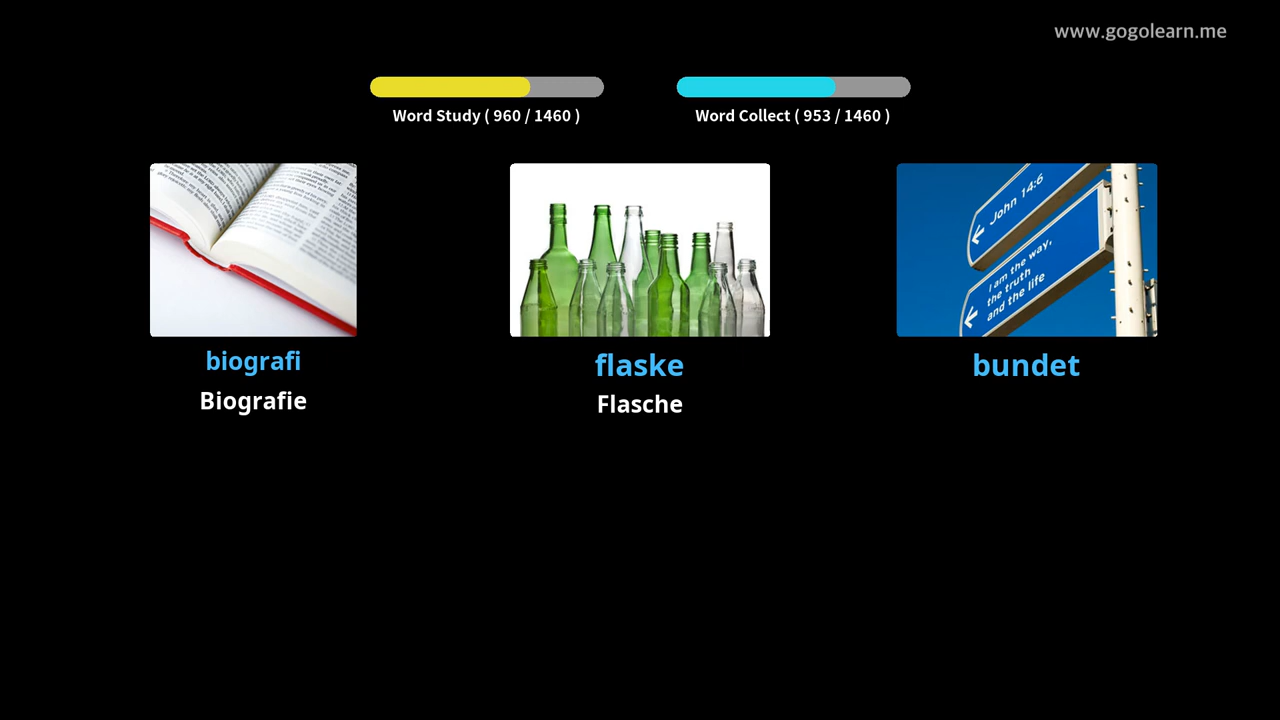 www.gogolearn.me
Word Study ( 960 / 1460 )
Word Collect ( 953 / 1460 )
John 14:6
I am the way,
the truth
and the life
biografi
flaske
bundet
Biografie
Flasche